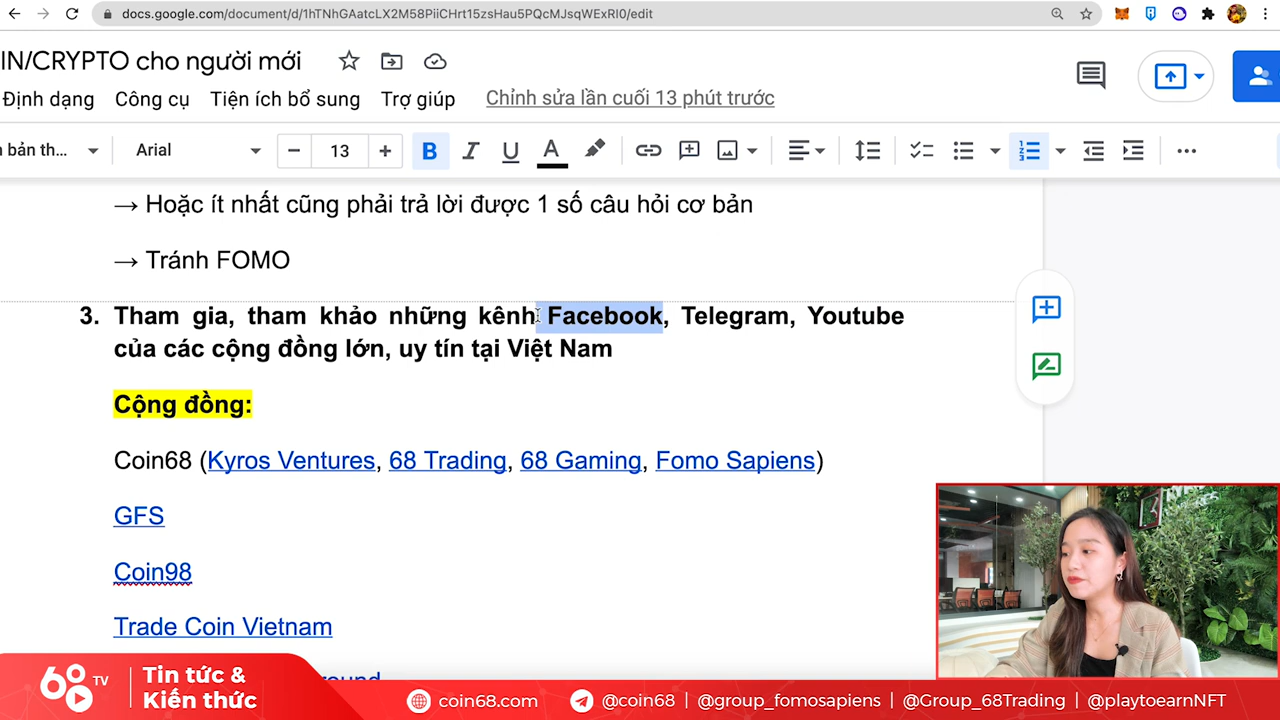 docs.google.com/document/d/1hTNhGAatcLX2M58PiiCHrt15zsHau5PQcMJsqWExRI0/edit
IN/CRYPTO cho người mới
Định dạng Công cụ Tiện ích bổ sung Trợ giúp Chỉnh sửa lần cuối 13 phút trước
bản th... Arial 13 B I U A
→ Hoặc ít nhất cũng phải trả lời được 1 số câu hỏi cơ bản
→ Tránh FOMO
3. Tham gia, tham khảo những kênh Facebook, Telegram, Youtube
của các cộng đồng lớn, uy tín tại Việt Nam
Cộng đồng:
Coin68 (Kyros Ventures, 68 Trading, 68 Gaming, Fomo Sapiens)
GFS
Coin98
Trade Coin Vietnam
68 TV Tin tức &
Kiến thức
coin68.com @coin68 | @group_fomosapiens | @Group_68Trading | @playtoearnNFT